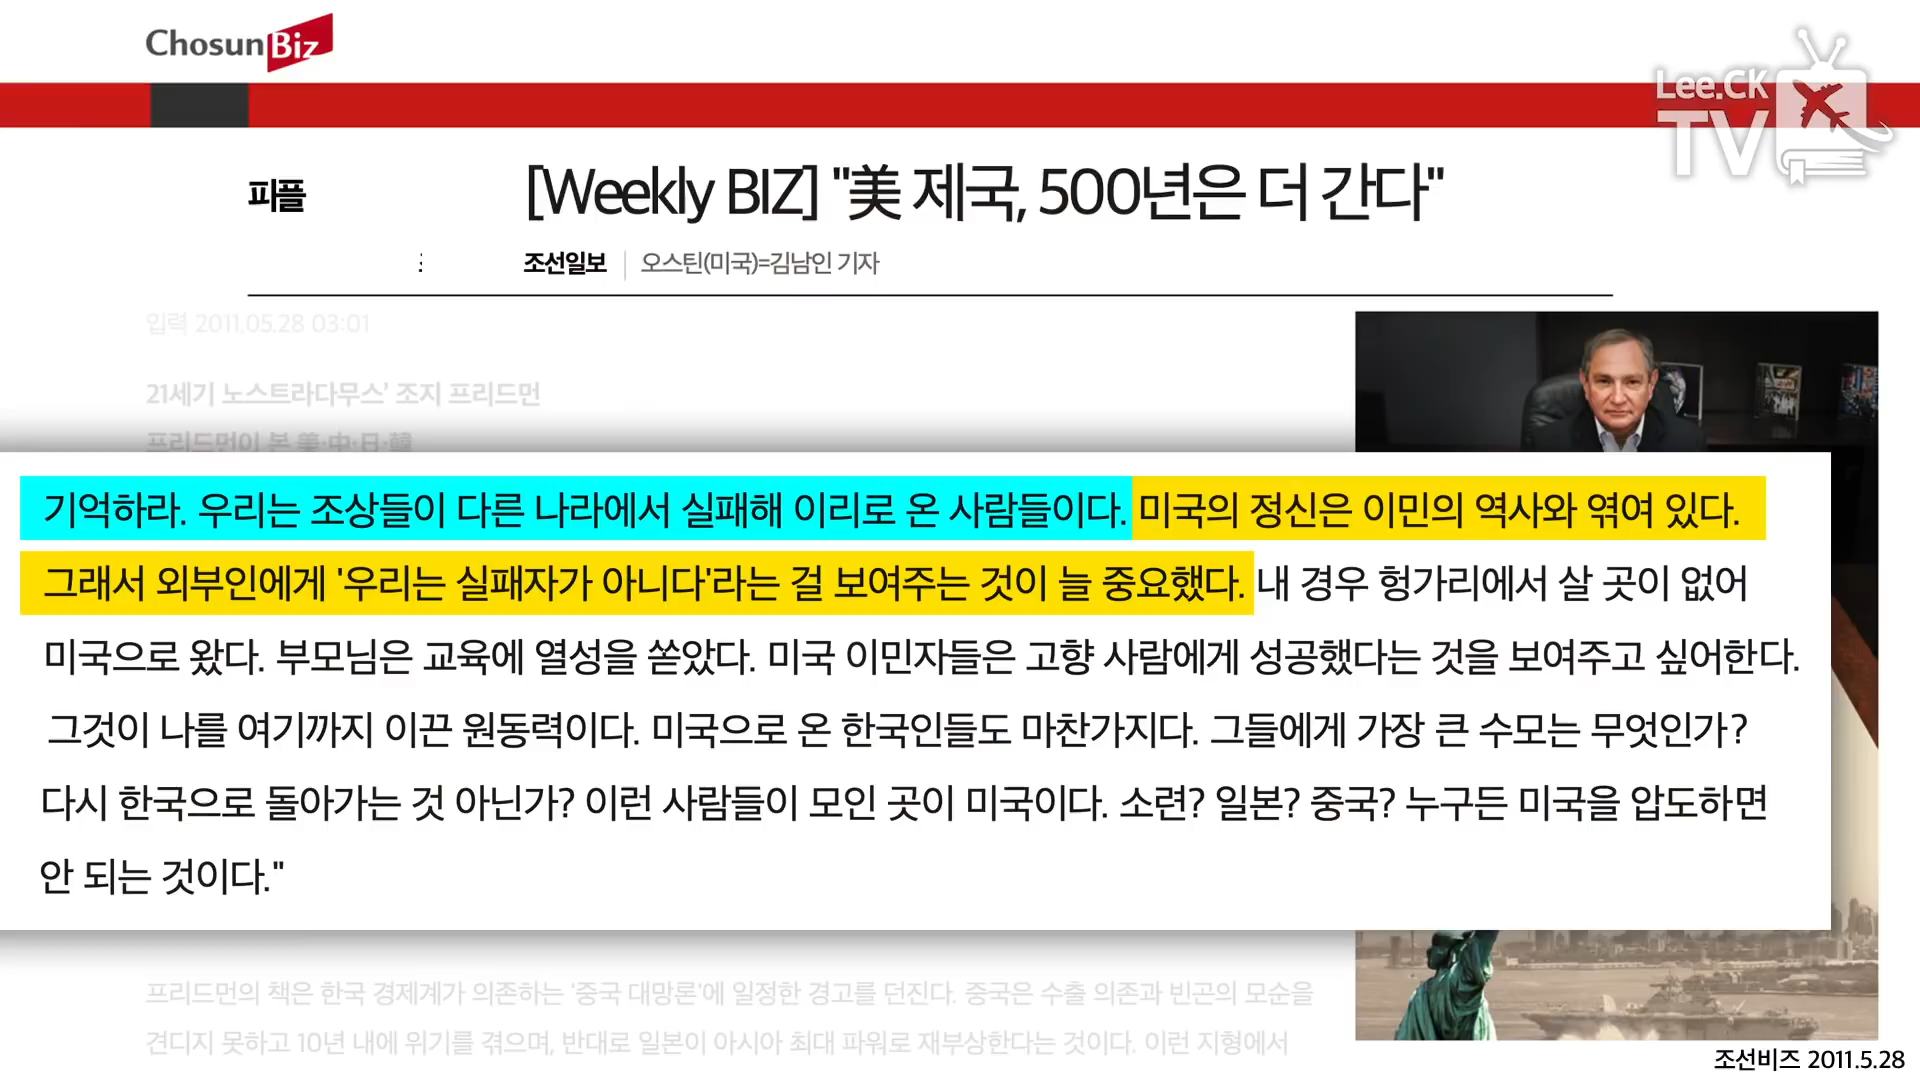 ChosunBiz
Lee.CK
TV
피플
[Weekly BIZ] "美 제국, 500년은 더 간다"
조선일보
오스틴(미국)=김남인 기자
입력 2011.05.28 03:01
21세기 노스트라다무스’ 조지 프리드먼
프리드먼이 본 美·中·日·韓
기억하라. 우리는 조상들이 다른 나라에서 실패해 이리로 온 사람들이다. 미국의 정신은 이민의 역사와 엮여 있다.
그래서 외부인에게 '우리는 실패자가 아니다'라는 걸 보여주는 것이 늘 중요했다. 내 경우 헝가리에서 살 곳이 없어
미국으로 왔다. 부모님은 교육에 열성을 쏟았다. 미국 이민자들은 고향 사람에게 성공했다는 것을 보여주고 싶어한다.
그것이 나를 여기까지 이끈 원동력이다. 미국으로 온 한국인들도 마찬가지다. 그들에게 가장 큰 수모는 무엇인가?
다시 한국으로 돌아가는 것 아닌가? 이런 사람들이 모인 곳이 미국이다. 소련? 일본? 중국? 누구든 미국을 압도하면
안 되는 것이다."
프리드먼의 책은 한국 경제계가 의존하는 ‘중국 대망론’에 일정한 경고를 던진다. 중국은 수출 의존과 빈곤의 모순을
견디지 못하고 10년 내에 위기를 겪으며, 반대로 일본이 아시아 최대 파워로 재부상한다는 것이다. 이런 지형에서
조선비즈 2011.5.28